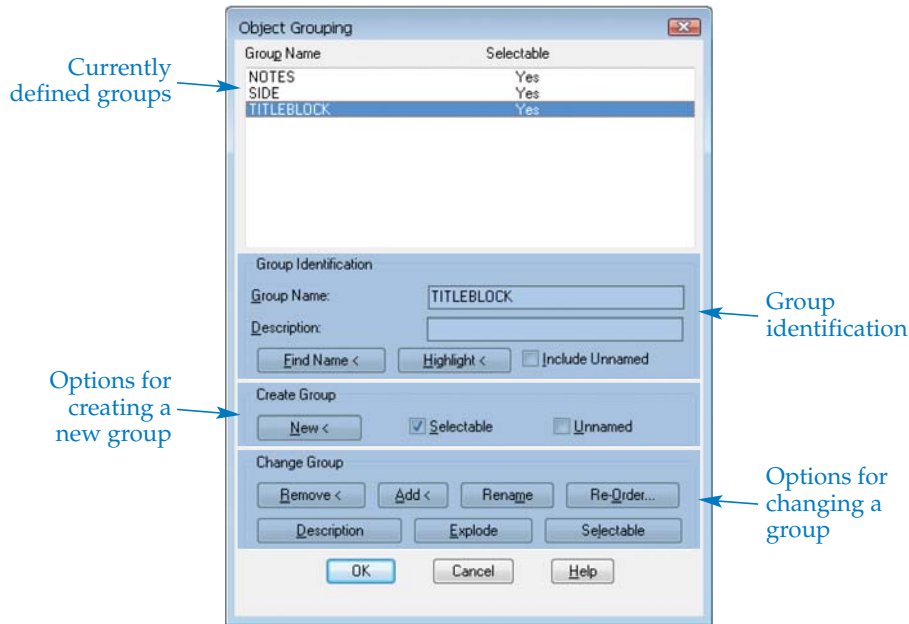 Object Grouping
Group Name Selectable
NOTES Yes
SIDE Yes
TITLEBLOCK Yes
Currently
defined groups
Group Identification
Group Name: TITLEBLOCK
Description:
Find Name < Highlight < Include Unnamed
Group
identification
Create Group
New < Selectable Unnamed
Options for
creating a
new group
Change Group
Remove < Add < Rename Re-Order...
Description Explode Selectable
Options for
changing a
group
OK Cancel Help